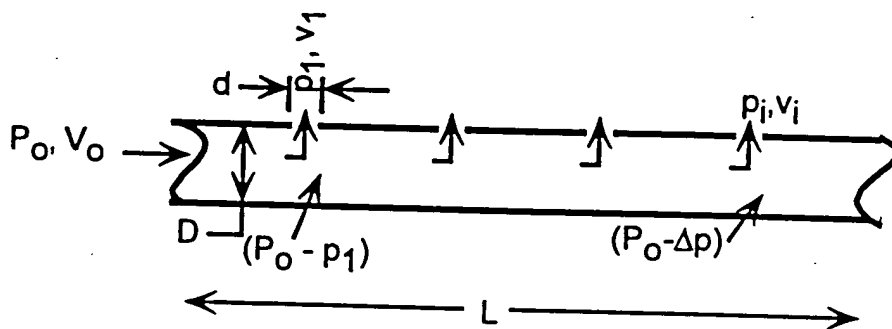 p1, v1
d
pi,vi
Po, Vo
D
(Po - p1)
(Po-Δp)
L